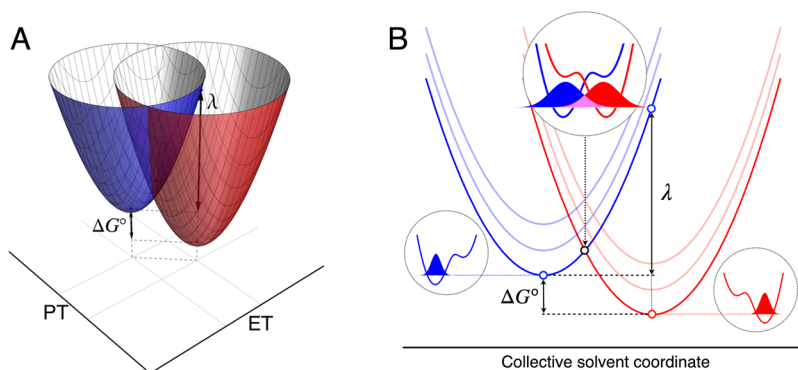 A
λ
ΔG°
PT
ET
B
λ
ΔG°
Collective solvent coordinate